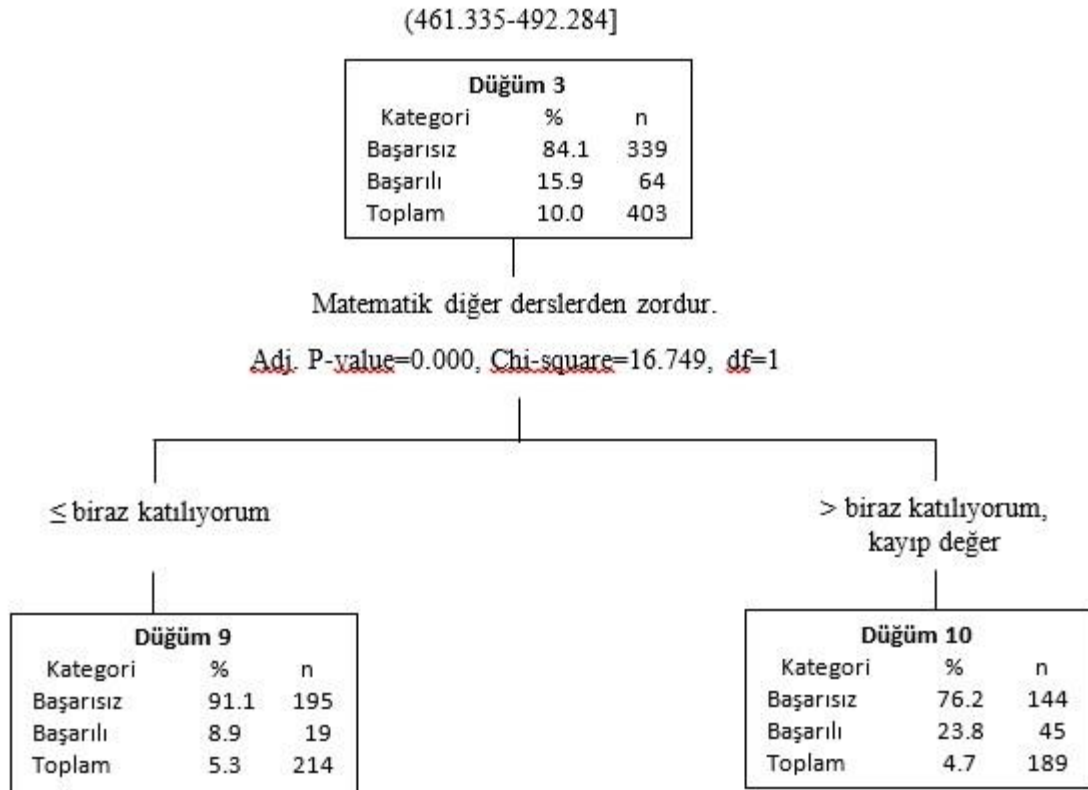 (461.335-492.284]
Düğüm 3
Kategori % n
Başarısız 84.1 339
Başarılı 15.9 64
Toplam 10.0 403
Matematik diğer derslerden zordur.
Adj. P-value=0.000, Chi-square=16.749, df=1
≤ biraz katılıyorum
> biraz katılıyorum,
kayıp değer
Düğüm 9
Kategori % n
Başarısız 91.1 195
Başarılı 8.9 19
Toplam 5.3 214
Düğüm 10
Kategori % n
Başarısız 76.2 144
Başarılı 23.8 45
Toplam 4.7 189